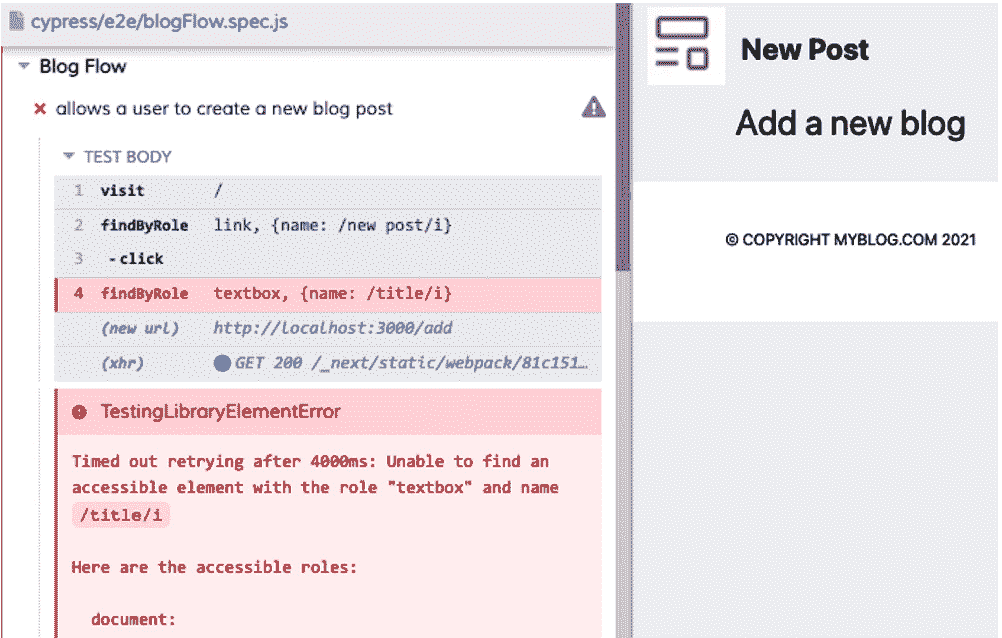 cypress/e2e/blogFlow.spec.js
Blog Flow
allows a user to create a new blog post
TEST BODY
1 visit /
2 findByRole link, {name: /new post/i}
3 -click
4 findByRole textbox, {name: /title/i}
(new url) http://localhost:3000/add
(xhr) GET 200 /_next/static/webpack/81c151…
TestingLibraryElementError
Timed out retrying after 4000ms: Unable to find an
accessible element with the role "textbox" and name
/title/i
Here are the accessible roles:
document:
New Post
Add a new blog
© COPYRIGHT MYBLOG.COM 2021